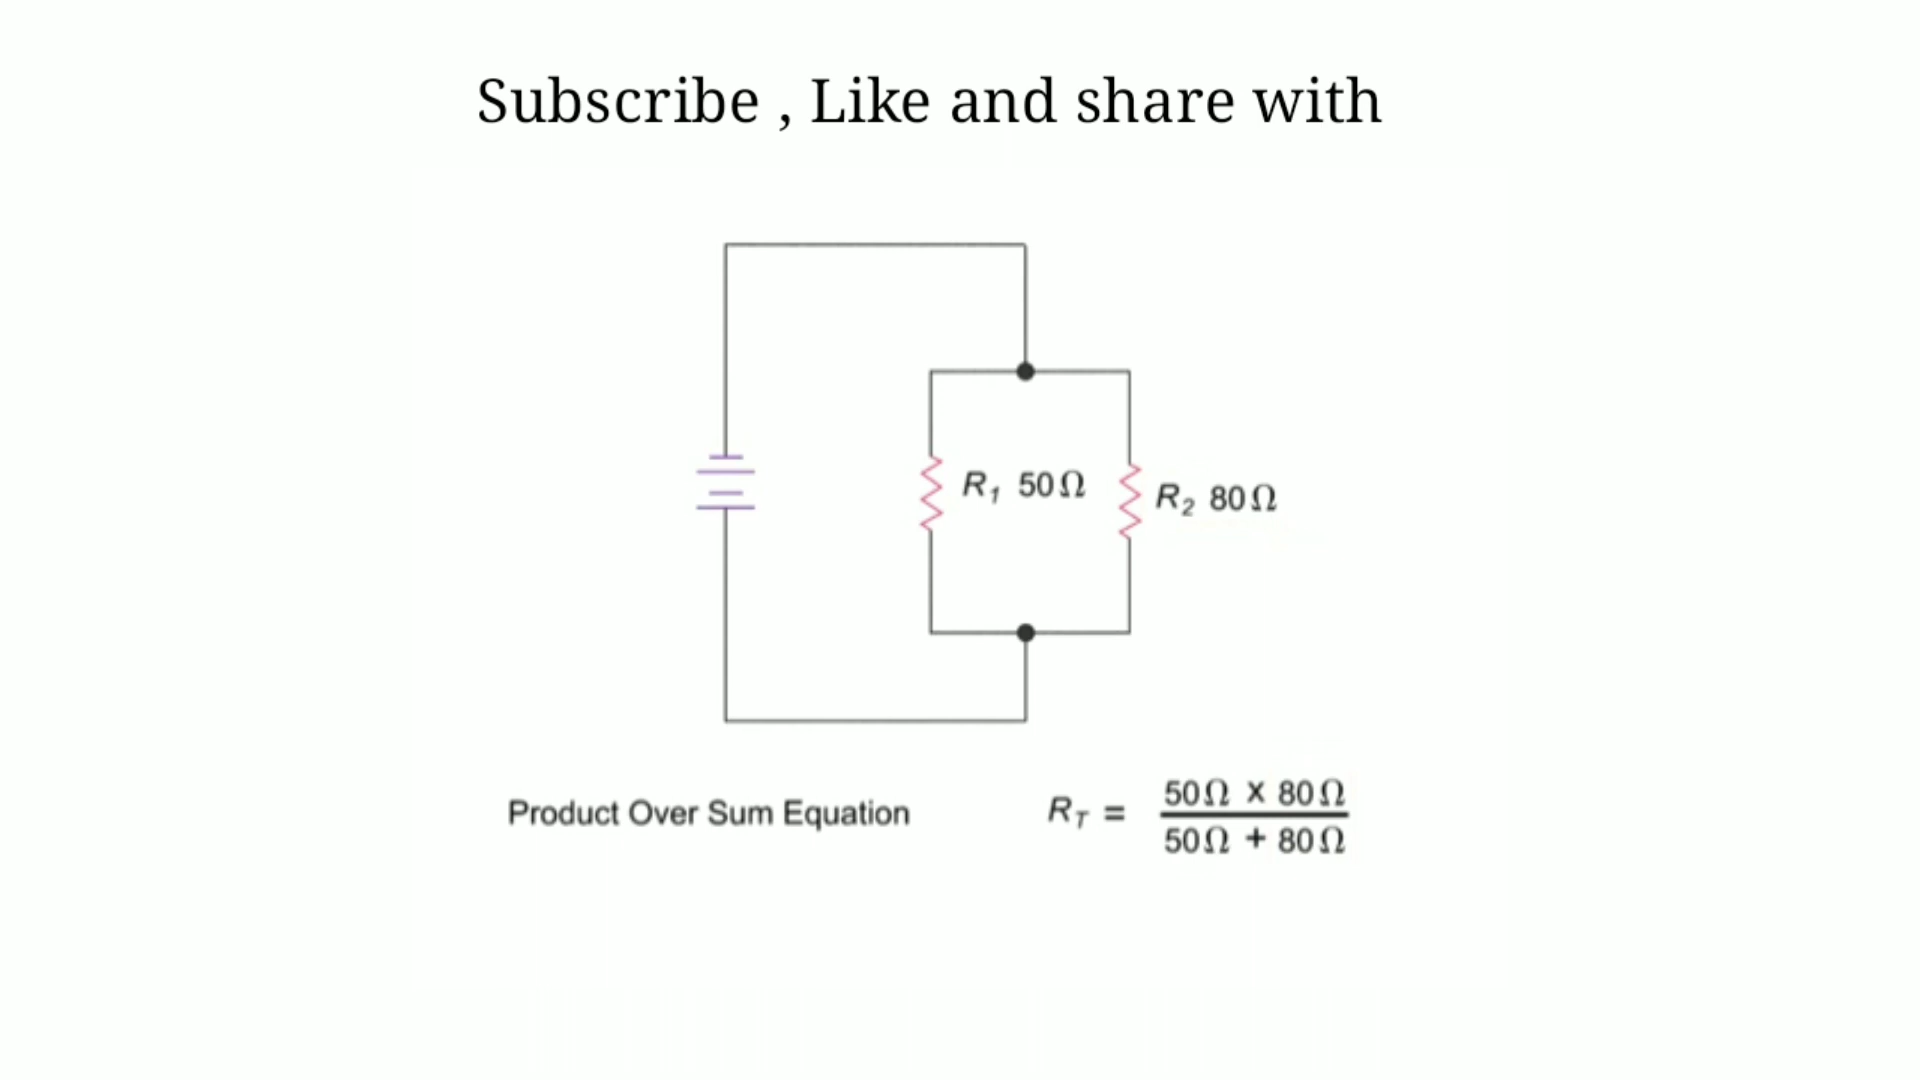 Subscribe , Like and share with
R1 50Ω
R2 80Ω
Product Over Sum Equation
RT = 50Ω x 80Ω
50Ω + 80Ω